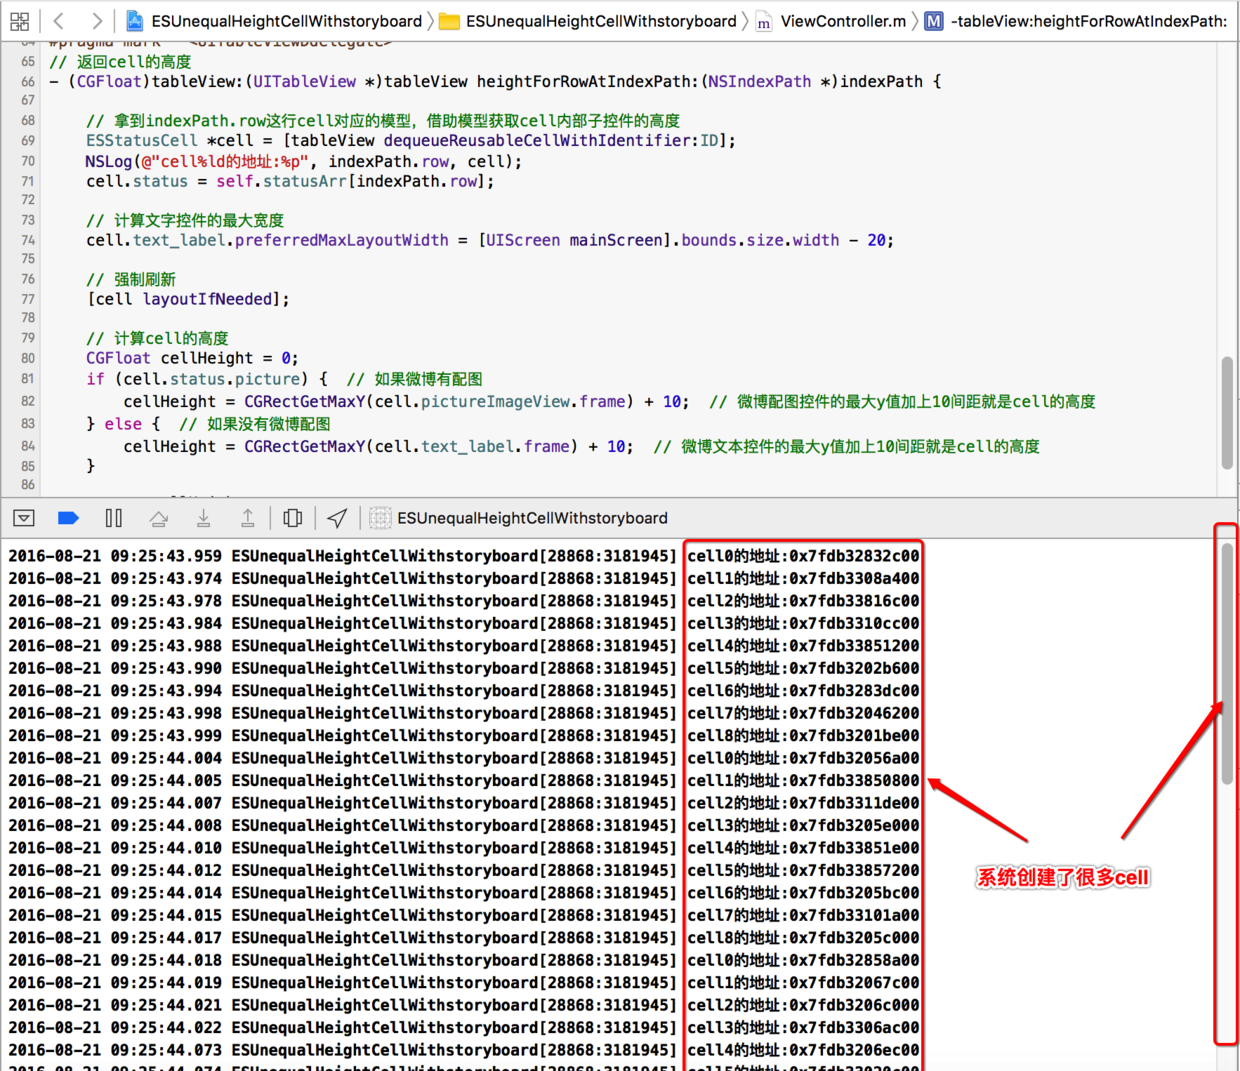 ESUnequalHeightCellWithstoryboard
ESUnequalHeightCellWithstoryboard
m ViewController.m
M -tableView:heightForRowAtIndexPath:
64 #pragma mark - <UITableViewDelegate>
65 // 返回cell的高度
66 - (CGFloat)tableView:(UITableView *)tableView heightForRowAtIndexPath:(NSIndexPath *)indexPath {
67
68 // 拿到indexPath.row这行cell对应的模型，借助模型获取cell内部子控件的高度
69 ESStatusCell *cell = [tableView dequeueReusableCellWithIdentifier:ID];
70 NSLog(@"cell%ld的地址:%p", indexPath.row, cell);
71 cell.status = self.statusArr[indexPath.row];
72
73 // 计算文字控件的最大宽度
74 cell.text_label.preferredMaxLayoutWidth = [UIScreen mainScreen].bounds.size.width - 20;
75
76 // 强制刷新
77 [cell layoutIfNeeded];
78
79 // 计算cell的高度
80 CGFloat cellHeight = 0;
81 if (cell.status.picture) { // 如果微博有配图
82 cellHeight = CGRectGetMaxY(cell.pictureImageView.frame) + 10; // 微博配图控件的最大y值加上10间距就是cell的高度
83 } else { // 如果没有微博配图
84 cellHeight = CGRectGetMaxY(cell.text_label.frame) + 10; // 微博文本控件的最大y值加上10间距就是cell的高度
85 }
86
ESUnequalHeightCellWithstoryboard
2016-08-21 09:25:43.959 ESUnequalHeightCellWithstoryboard[28868:3181945] cell0的地址:0x7fdb32832c00
2016-08-21 09:25:43.974 ESUnequalHeightCellWithstoryboard[28868:3181945] cell1的地址:0x7fdb3308a400
2016-08-21 09:25:43.978 ESUnequalHeightCellWithstoryboard[28868:3181945] cell2的地址:0x7fdb33816c00
2016-08-21 09:25:43.984 ESUnequalHeightCellWithstoryboard[28868:3181945] cell3的地址:0x7fdb3310cc00
2016-08-21 09:25:43.988 ESUnequalHeightCellWithstoryboard[28868:3181945] cell4的地址:0x7fdb33851200
2016-08-21 09:25:43.990 ESUnequalHeightCellWithstoryboard[28868:3181945] cell5的地址:0x7fdb3202b600
2016-08-21 09:25:43.994 ESUnequalHeightCellWithstoryboard[28868:3181945] cell6的地址:0x7fdb3283dc00
2016-08-21 09:25:43.998 ESUnequalHeightCellWithstoryboard[28868:3181945] cell7的地址:0x7fdb32046200
2016-08-21 09:25:43.999 ESUnequalHeightCellWithstoryboard[28868:3181945] cell8的地址:0x7fdb3201be00
2016-08-21 09:25:44.004 ESUnequalHeightCellWithstoryboard[28868:3181945] cell0的地址:0x7fdb32056a00
2016-08-21 09:25:44.005 ESUnequalHeightCellWithstoryboard[28868:3181945] cell1的地址:0x7fdb33850800
2016-08-21 09:25:44.007 ESUnequalHeightCellWithstoryboard[28868:3181945] cell2的地址:0x7fdb3311de00
2016-08-21 09:25:44.008 ESUnequalHeightCellWithstoryboard[28868:3181945] cell3的地址:0x7fdb3205e000
2016-08-21 09:25:44.010 ESUnequalHeightCellWithstoryboard[28868:3181945] cell4的地址:0x7fdb33851e00
2016-08-21 09:25:44.012 ESUnequalHeightCellWithstoryboard[28868:3181945] cell5的地址:0x7fdb33857200
2016-08-21 09:25:44.014 ESUnequalHeightCellWithstoryboard[28868:3181945] cell6的地址:0x7fdb3205bc00
2016-08-21 09:25:44.015 ESUnequalHeightCellWithstoryboard[28868:3181945] cell7的地址:0x7fdb33101a00
2016-08-21 09:25:44.017 ESUnequalHeightCellWithstoryboard[28868:3181945] cell8的地址:0x7fdb3205c000
2016-08-21 09:25:44.018 ESUnequalHeightCellWithstoryboard[28868:3181945] cell0的地址:0x7fdb32858a00
2016-08-21 09:25:44.019 ESUnequalHeightCellWithstoryboard[28868:3181945] cell1的地址:0x7fdb32067c00
2016-08-21 09:25:44.021 ESUnequalHeightCellWithstoryboard[28868:3181945] cell2的地址:0x7fdb3206c000
2016-08-21 09:25:44.022 ESUnequalHeightCellWithstoryboard[28868:3181945] cell3的地址:0x7fdb3306ac00
2016-08-21 09:25:44.073 ESUnequalHeightCellWithstoryboard[28868:3181945] cell4的地址:0x7fdb3206ec00
系统创建了很多cell